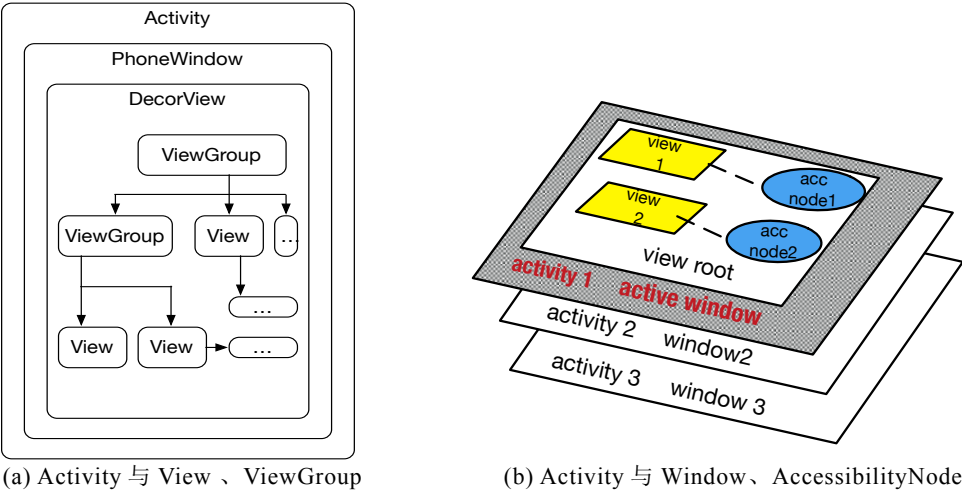 Activity
PhoneWindow
DecorView
ViewGroup
ViewGroup
View
...
...
View
View
...
(a) Activity 与 View 、ViewGroup
view
1
acc
node1
view
2
acc
node2
view root
activity 1 active window
activity 2 window2
activity 3 window 3
(b) Activity 与 Window、AccessibilityNode